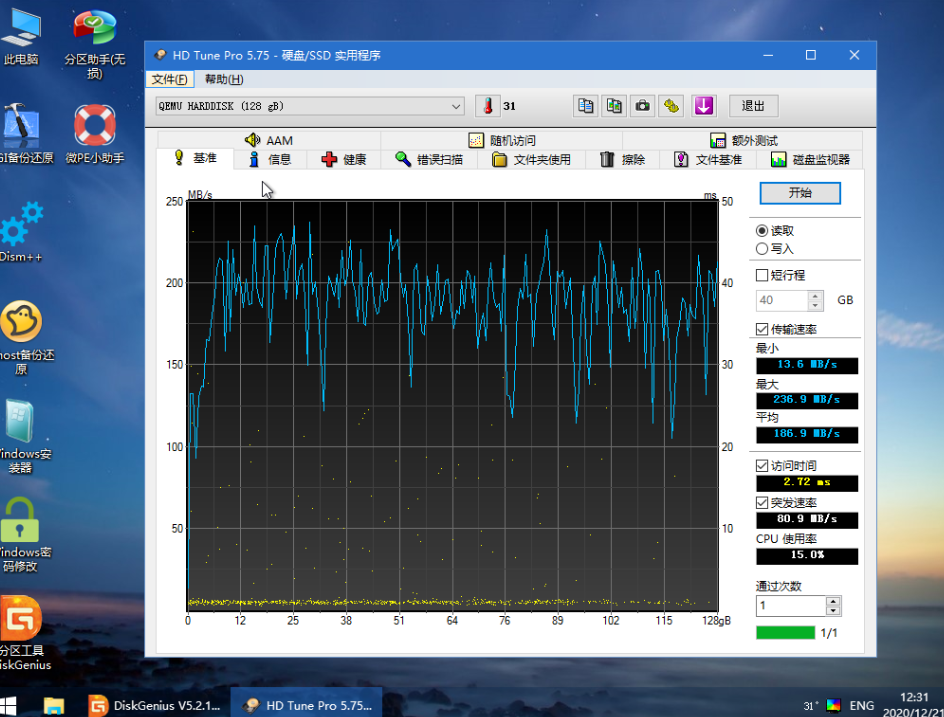 此电脑
分区助手(无
损)
GI备份还原
微PE小助手
Dism++
host备份还
原
Windows安
装器
Windows密
码修改
分区工具
DiskGenius
HD Tune Pro 5.75 - 硬盘/SSD 实用程序
文件(F) 帮助(H)
QEMU HARDDISK (128 gB)
31
退出
AAM 随机访问 额外测试
基准 信息 健康 错误扫描 文件夹使用 擦除 文件基准 磁盘监视器
MB/s
ms
250
200
150
100
50
50
40
30
20
10
0 12 25 38 51 64 76 89 102 115 128gB
开始
读取
写入
短行程
40 GB
传输速率
最小
13.6 MB/s
最大
236.9 MB/s
平均
186.9 MB/s
访问时间
2.72 ms
突发速率
80.9 MB/s
CPU 使用率
15.0%
通过次数
1
1/1
DiskGenius V5.2.1...
HD Tune Pro 5.75...
31°
ENG
12:31
2020/12/21